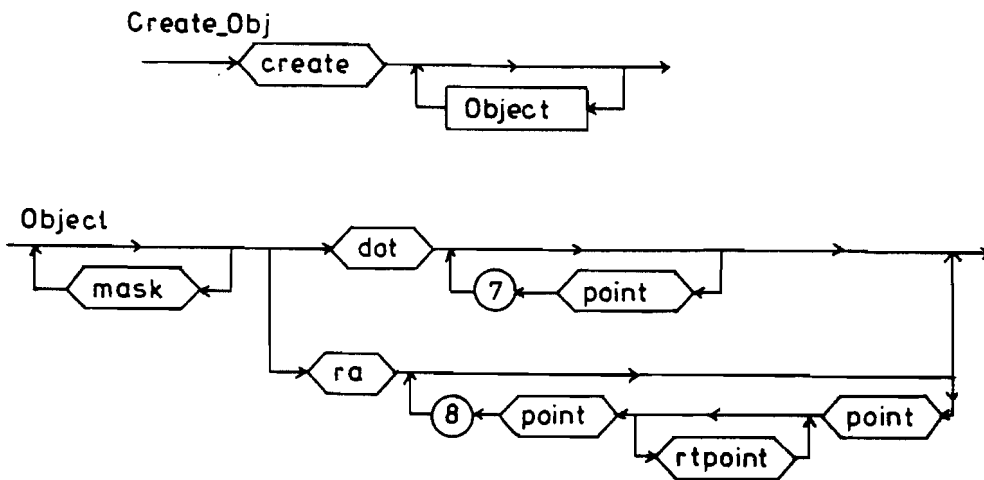 Create_Obj
create
Object
Object
dot
7
point
mask
ra
8
point
point
rtpoint